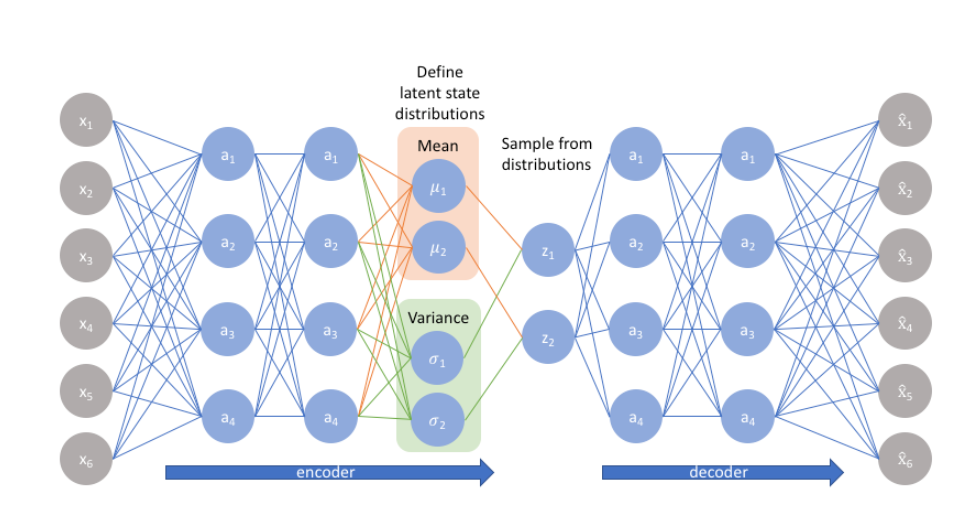 Define
latent state
distributions
Mean
Sample from
distributions
Variance
x₁
x₂
x₃
x₄
x₅
x₆
a₁
a₂
a₃
a₄
a₁
a₂
a₃
a₄
μ₁
μ₂
σ₁
σ₂
z₁
z₂
a₁
a₂
a₃
a₄
a₁
a₂
a₃
a₄
x̂₁
x̂₂
x̂₃
x̂₄
x̂₅
x̂₆
encoder
decoder